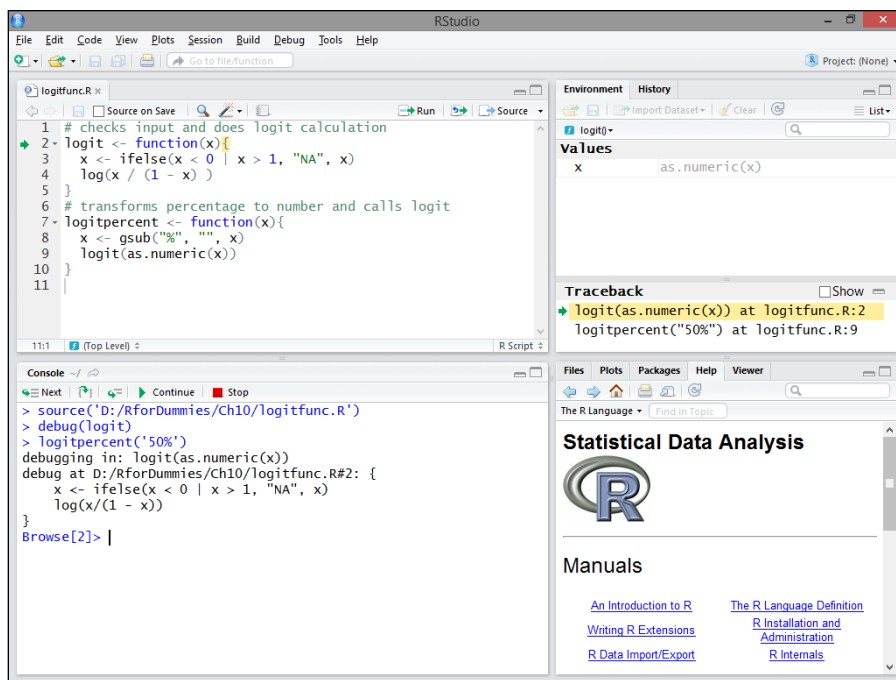 RStudio
File Edit Code View Plots Session Build Debug Tools Help
Go to file/function
Project: (None)
logitfunc.R
Source on Save
Run
Source
1 # checks input and does logit calculation
2 logit <- function(x){
3 x <- ifelse(x < 0 | x > 1, "NA", x)
4 log(x / (1 - x) )
5 }
6 # transforms percentage to number and calls logit
7 logitpercent <- function(x){
8 x <- gsub("%", "", x)
9 logit(as.numeric(x))
10 }
11
11:1 (Top Level) R Script
Console ~/
Next Continue Stop
> source('D:/RforDummies/Ch10/logitfunc.R')
> debug(logit)
> logitpercent('50%')
debugging in: logit(as.numeric(x))
debug at D:/RforDummies/Ch10/logitfunc.R#2: {
x <- ifelse(x < 0 | x > 1, "NA", x)
log(x/(1 - x))
}
Browse[2]>
Environment History
Import Dataset Clear List
logit()
Values
x as.numeric(x)
Traceback Show
logit(as.numeric(x)) at logitfunc.R:2
logitpercent("50%") at logitfunc.R:9
Files Plots Packages Help Viewer
The R Language Find in Topic
Statistical Data Analysis
R
Manuals
An Introduction to R The R Language Definition
Writing R Extensions R Installation and
Administration
R Data Import/Export R Internals